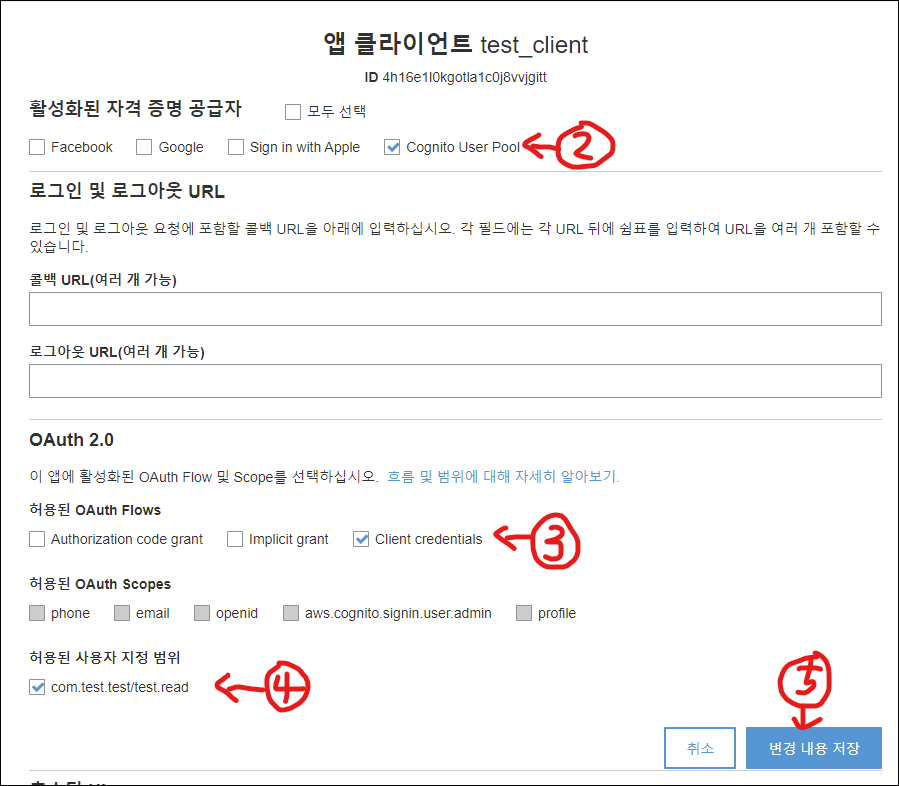 앱 클라이언트 test_client
ID 4h16e1l0kgotla1c0j8vvjgitt
활성화된 자격 증명 공급자 모두 선택
Facebook Google Sign in with Apple Cognito User Pool 2
로그인 및 로그아웃 URL
로그인 및 로그아웃 요청에 포함할 콜백 URL을 아래에 입력하십시오. 각 필드에는 각 URL 뒤에 쉼표를 입력하여 URL을 여러 개 포함할 수
있습니다.
콜백 URL(여러 개 가능)
로그아웃 URL(여러 개 가능)
OAuth 2.0
이 앱에 활성화된 OAuth Flow 및 Scope를 선택하십시오. 흐름 및 범위에 대해 자세히 알아보기.
허용된 OAuth Flows
Authorization code grant Implicit grant Client credentials 3
허용된 OAuth Scopes
phone email openid aws.cognito.signin.user.admin profile
허용된 사용자 지정 범위
com.test.test/test.read 4
5
취소 변경 내용 저장